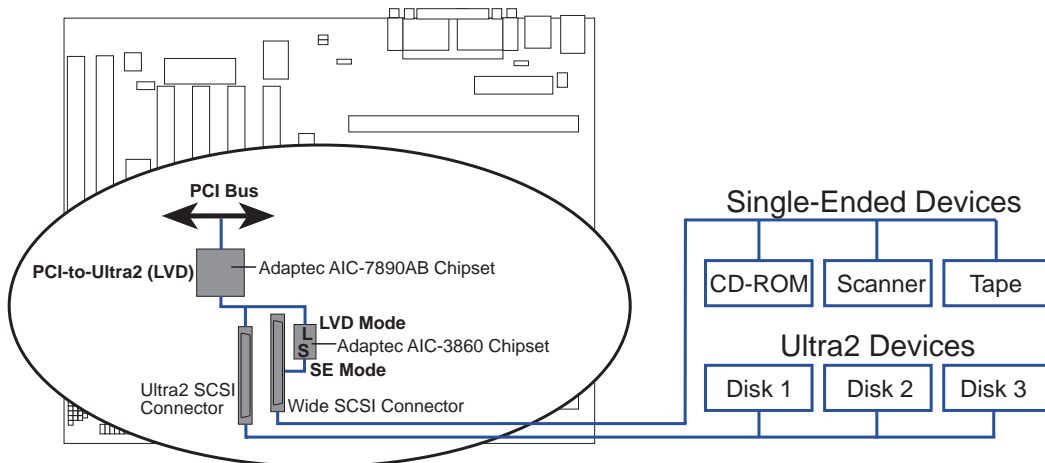 PCI Bus
PCI-to-Ultra2 (LVD)
Adaptec AIC-7890AB Chipset
LVD Mode
L
S
Adaptec AIC-3860 Chipset
SE Mode
Ultra2 SCSI
Connector
Wide SCSI Connector
Single-Ended Devices
CD-ROM
Scanner
Tape
Ultra2 Devices
Disk 1
Disk 2
Disk 3